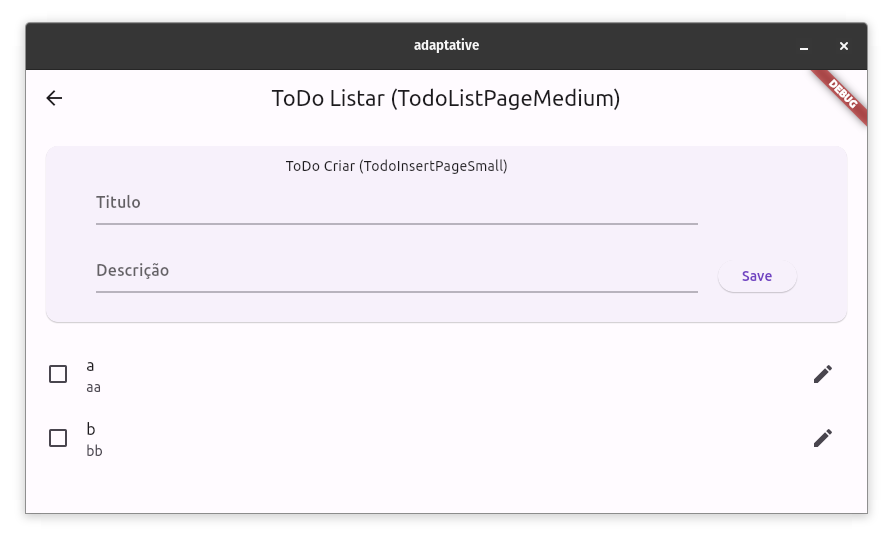 adaptative
DEBUG
ToDo Listar (TodoListPageMedium)
ToDo Criar (TodoInsertPageSmall)
Titulo
Descrição
Save
a
aa
b
bb